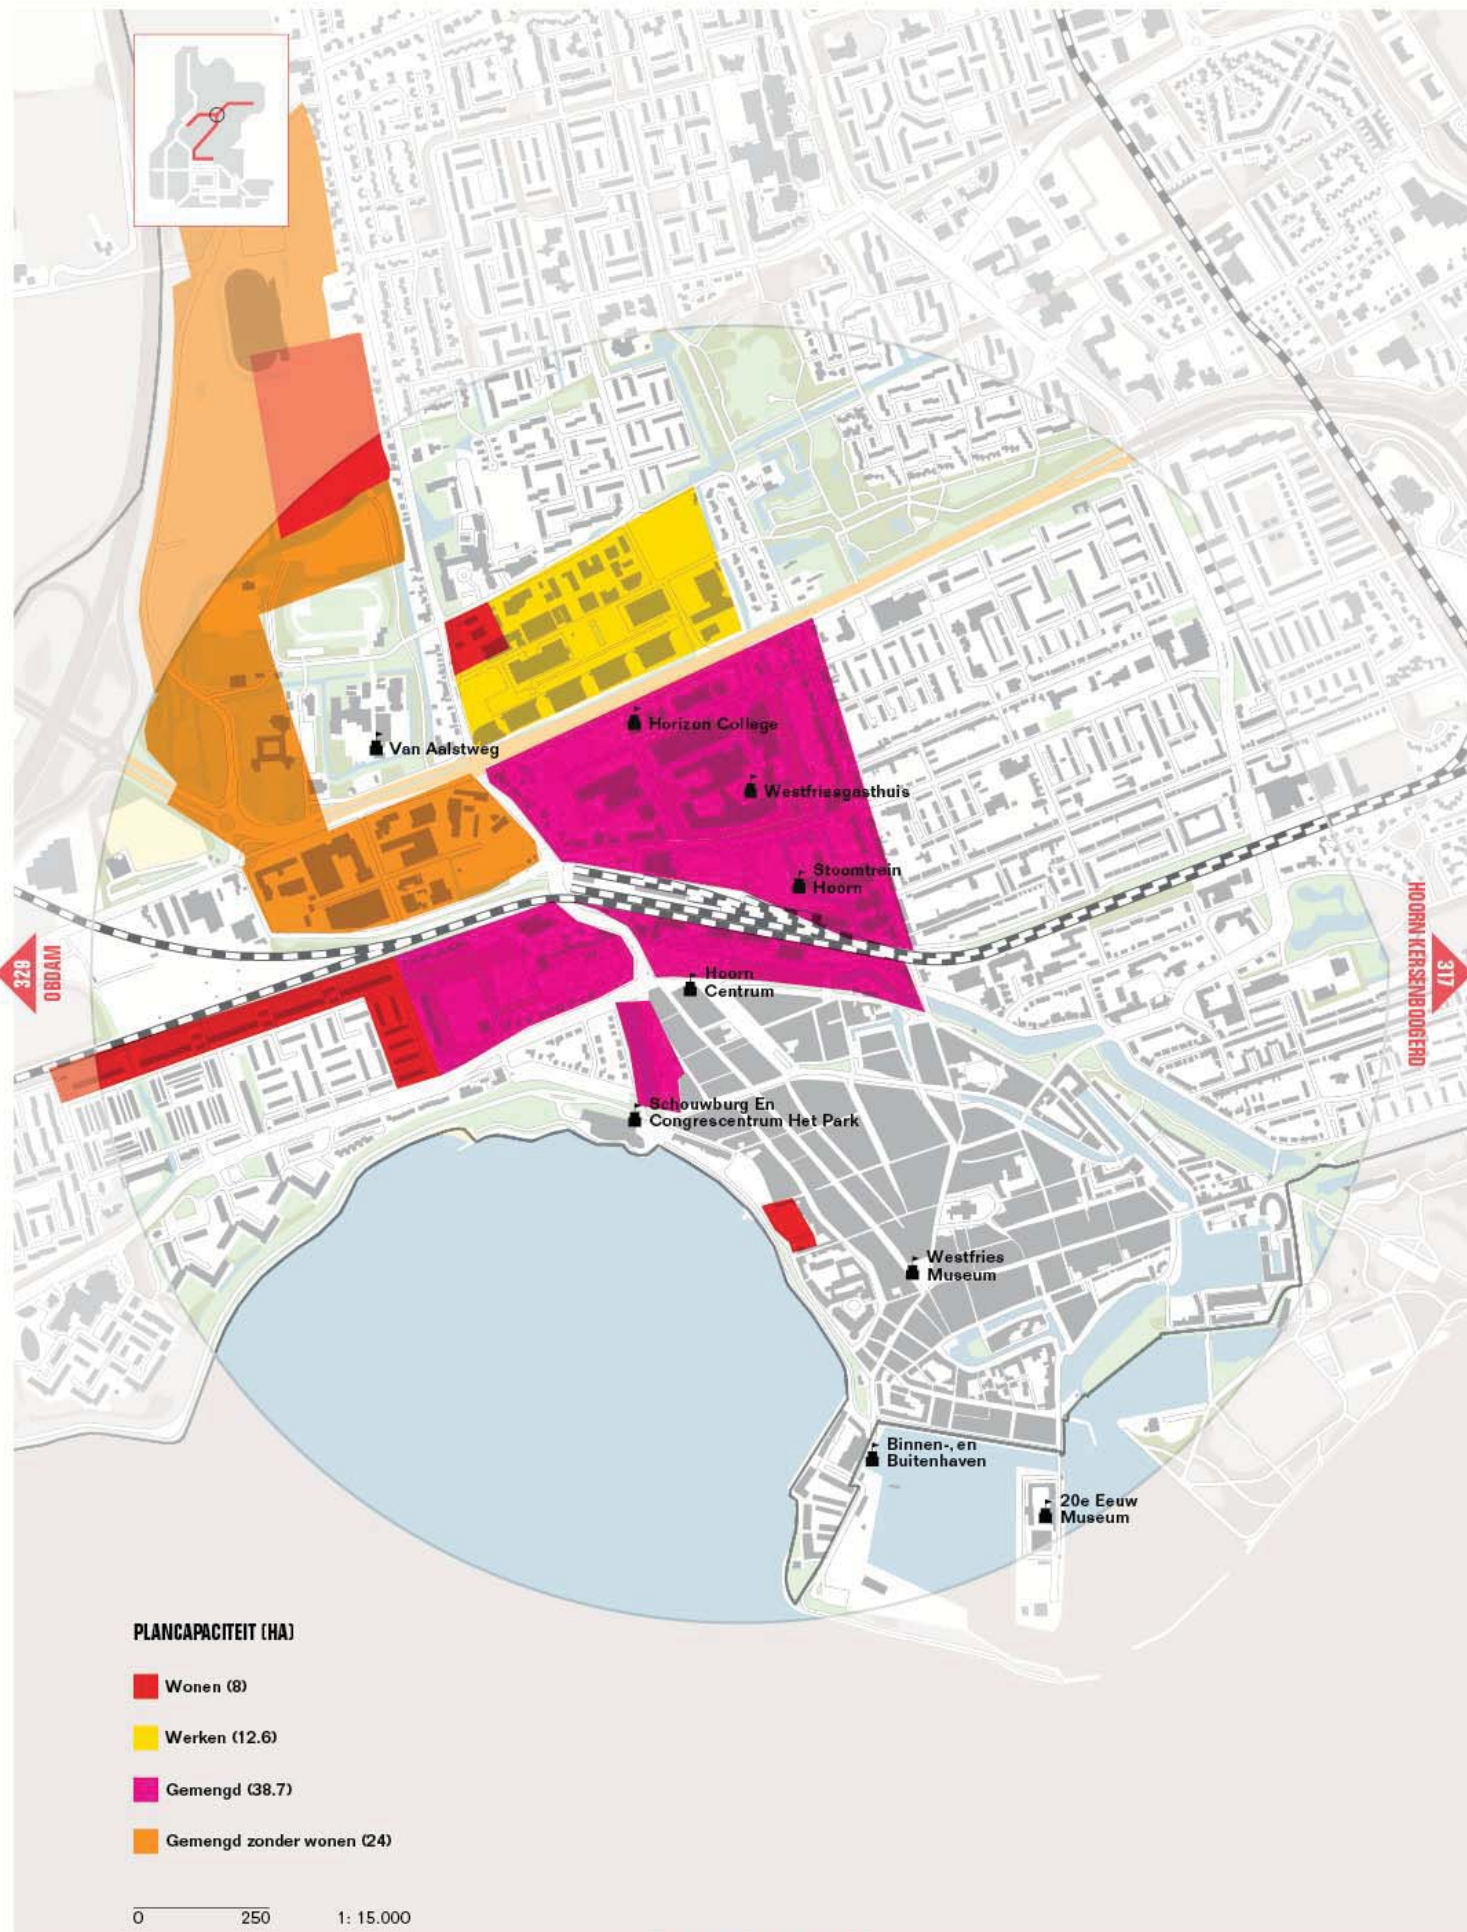 Horizon College
Van Aalstweg
Westfriesgasthuis
Stoomtrein
Hoorn
329
OBDAM
HOORN KERSENBOOGERD
317
Hoorn
Centrum
Schouwburg En
Congrescentrum Het Park
Westfries
Museum
Binnen-, en
Buitenhaven
20e Eeuw
Museum
PLANCAPACITEIT (HA)
Wonen (8)
Werken (12.6)
Gemengd (38.7)
Gemengd zonder wonen (24)
0 250 1: 15.000